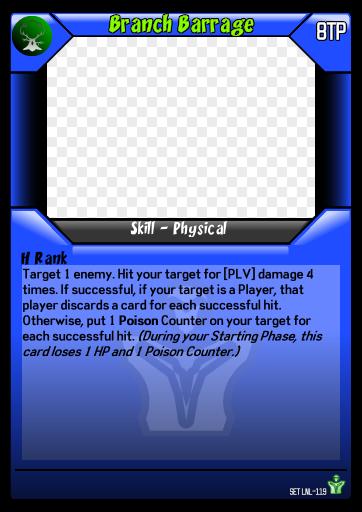 Branch Barrage
8TP
Skill - Physical
H Rank
Target 1 enemy. Hit your target for [PLV] damage 4
times. If successful, if your target is a Player, that
player discards a card for each successful hit.
Otherwise, put 1 Poison Counter on your target for
each successful hit. (During your Starting Phase, this
card loses 1 HP and 1 Poison Counter.)
SET LNL-119